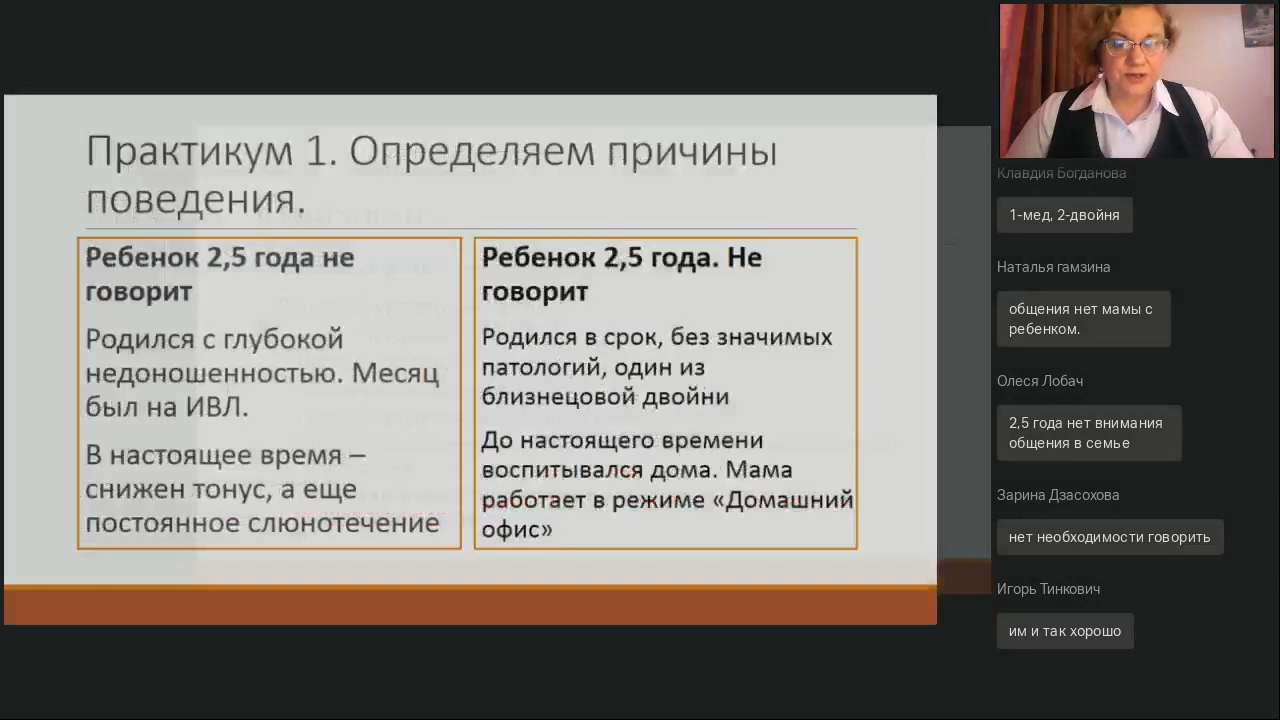 Практикум 1. Определяем причины
поведения.
Ребенок 2,5 года не
говорит
Родился с глубокой
недоношенностью. Месяц
был на ИВЛ.
В настоящее время –
снижен тонус, а еще
постоянное слюнотечение
Ребенок 2,5 года. Не
говорит
Родился в срок, без значимых
патологий, один из
близнецовой двойни
До настоящего времени
воспитывался дома. Мама
работает в режиме «Домашний
офис»
Клавдия Богданова
1-мед, 2-двойня
Наталья гамзина
общения нет мамы с
ребенком.
Олеся Лобач
2,5 года нет внимания
общения в семье
Зарина Дзасохова
нет необходимости говорить
Игорь Тинкович
им и так хорошо